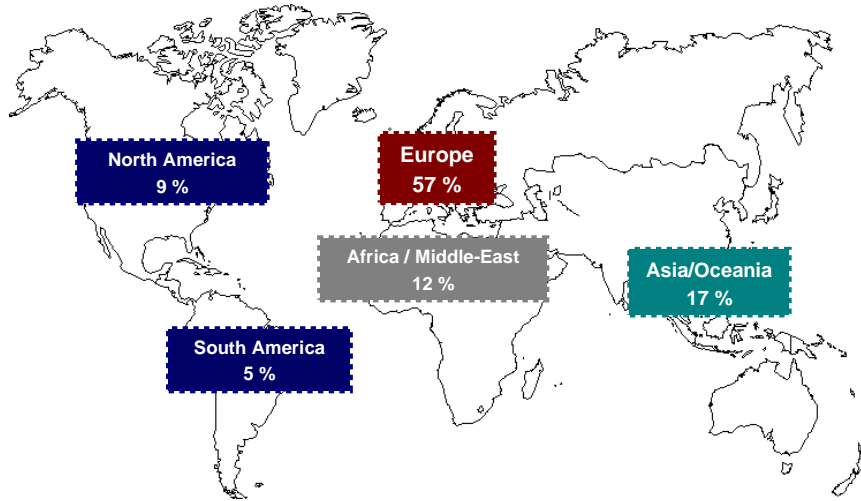 North America
9 %
Europe
57 %
Africa / Middle-East
12 %
Asia/Oceania
17 %
South America
5 %